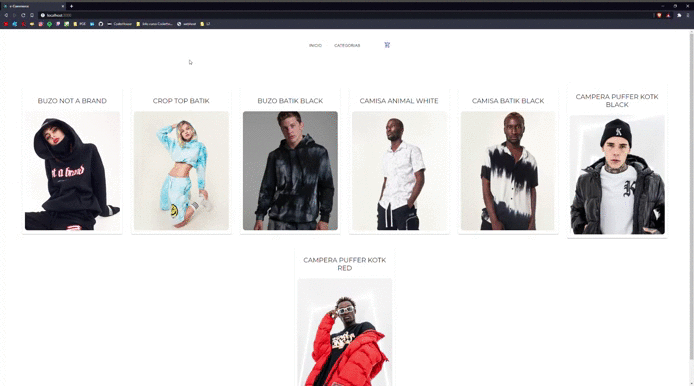 e-Commerce
localhost:3000
INICIO
CATEGORIAS
BUZO NOT A BRAND
CROP TOP BATIK
BUZO BATIK BLACK
CAMISA ANIMAL WHITE
CAMISA BATIK BLACK
CAMPERA PUFFER KOTK
BLACK
CAMPERA PUFFER KOTK
RED